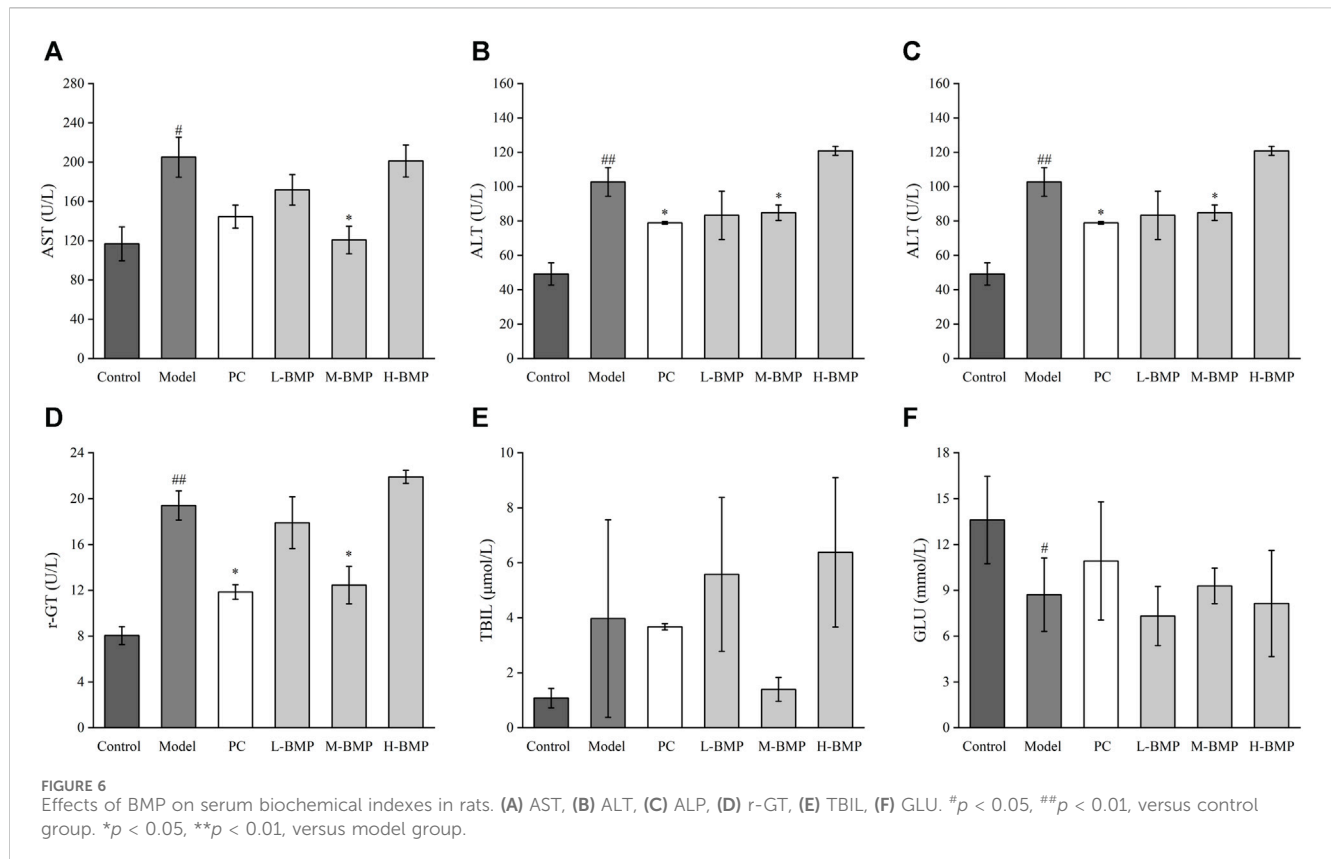 A
AST (U/L)
280
240
200
160
120
80
40
0
#
*
Control Model PC L-BMP M-BMP H-BMP
B
ALT (U/L)
160
140
120
100
80
60
40
20
0
##
*
*
Control Model PC L-BMP M-BMP H-BMP
C
ALT (U/L)
160
140
120
100
80
60
40
20
0
##
*
*
Control Model PC L-BMP M-BMP H-BMP
D
r-GT (U/L)
24
20
16
12
8
4
0
##
*
*
Control Model PC L-BMP M-BMP H-BMP
E
TBIL (μmol/L)
10
8
6
4
2
0
Control Model PC L-BMP M-BMP H-BMP
F
GLU (mmol/L)
18
15
12
9
6
3
0
#
Control Model PC L-BMP M-BMP H-BMP
FIGURE 6
Effects of BMP on serum biochemical indexes in rats. (A) AST, (B) ALT, (C) ALP, (D) r-GT, (E) TBIL, (F) GLU. #p < 0.05, ##p < 0.01, versus control
group. *p < 0.05, **p < 0.01, versus model group.